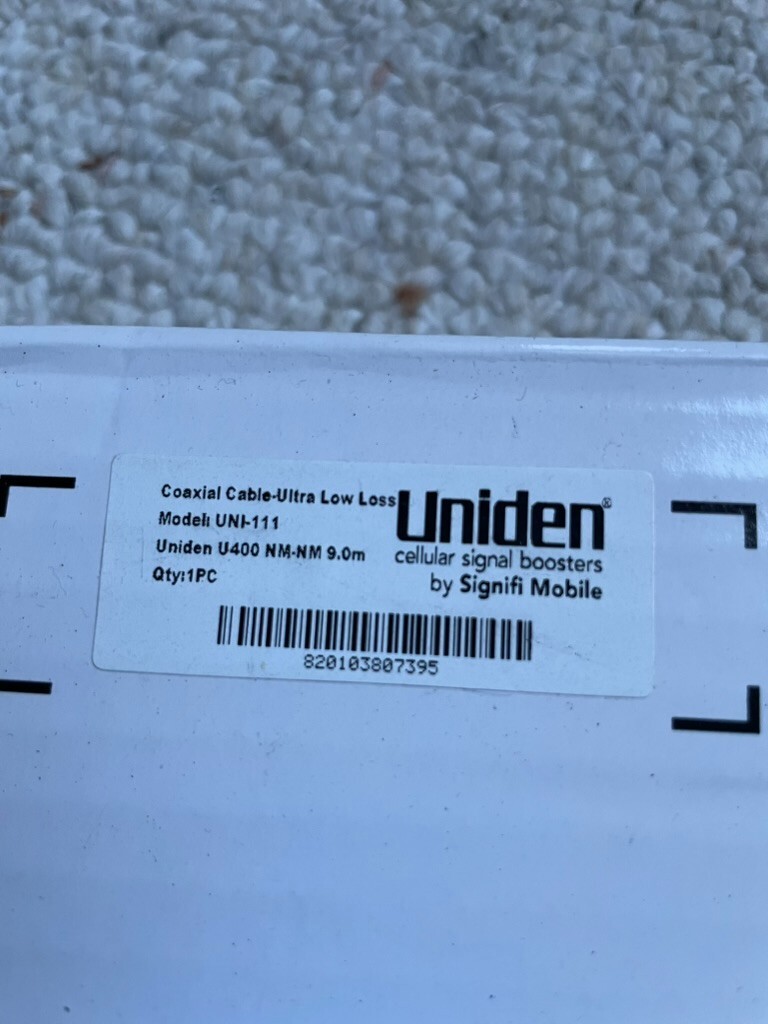 Coaxial Cable-Ultra Low Loss
Model: UNI-111
Uniden U400 NM-NM 9.0m
Qty:1PC
Uniden®
cellular signal boosters
by Signifi Mobile
820103807395